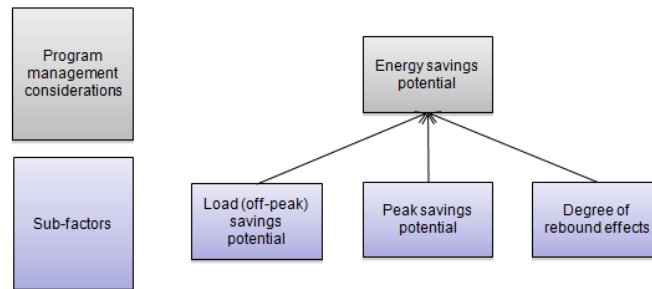 Program
management
considerations
Energy savings
potential
Sub-factors
Load (off-peak)
savings
potential
Peak savings
potential
Degree of
rebound effects